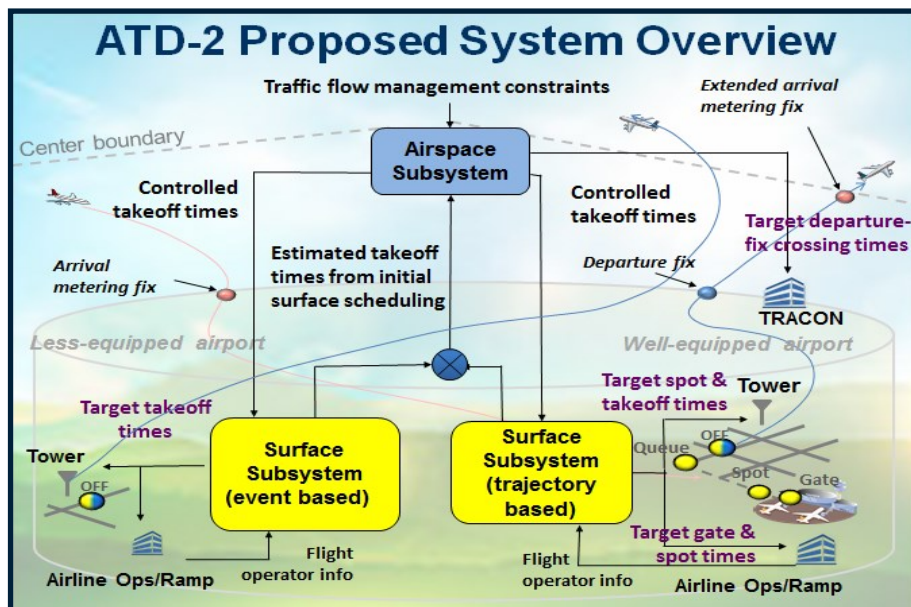 ATD-2 Proposed System Overview
Traffic flow management constraints
Extended arrival
metering fix
Center boundary
Airspace
Subsystem
Controlled
takeoff times
Controlled
takeoff times
Target departure-
fix crossing times
Estimated takeoff
times from initial
surface scheduling
Arrival
metering fix
Departure fix
TRACON
Less-equipped airport
Well-equipped airport
Target takeoff
times
Target spot &
takeoff times
Tower
Surface
Subsystem
(event based)
Surface
Subsystem
(trajectory
based)
Queue
OFF
Spot
Gate
Tower
OFF
Target gate &
spot times
Flight
operator info
Flight
operator info
Airline Ops/Ramp
Airline Ops/Ramp